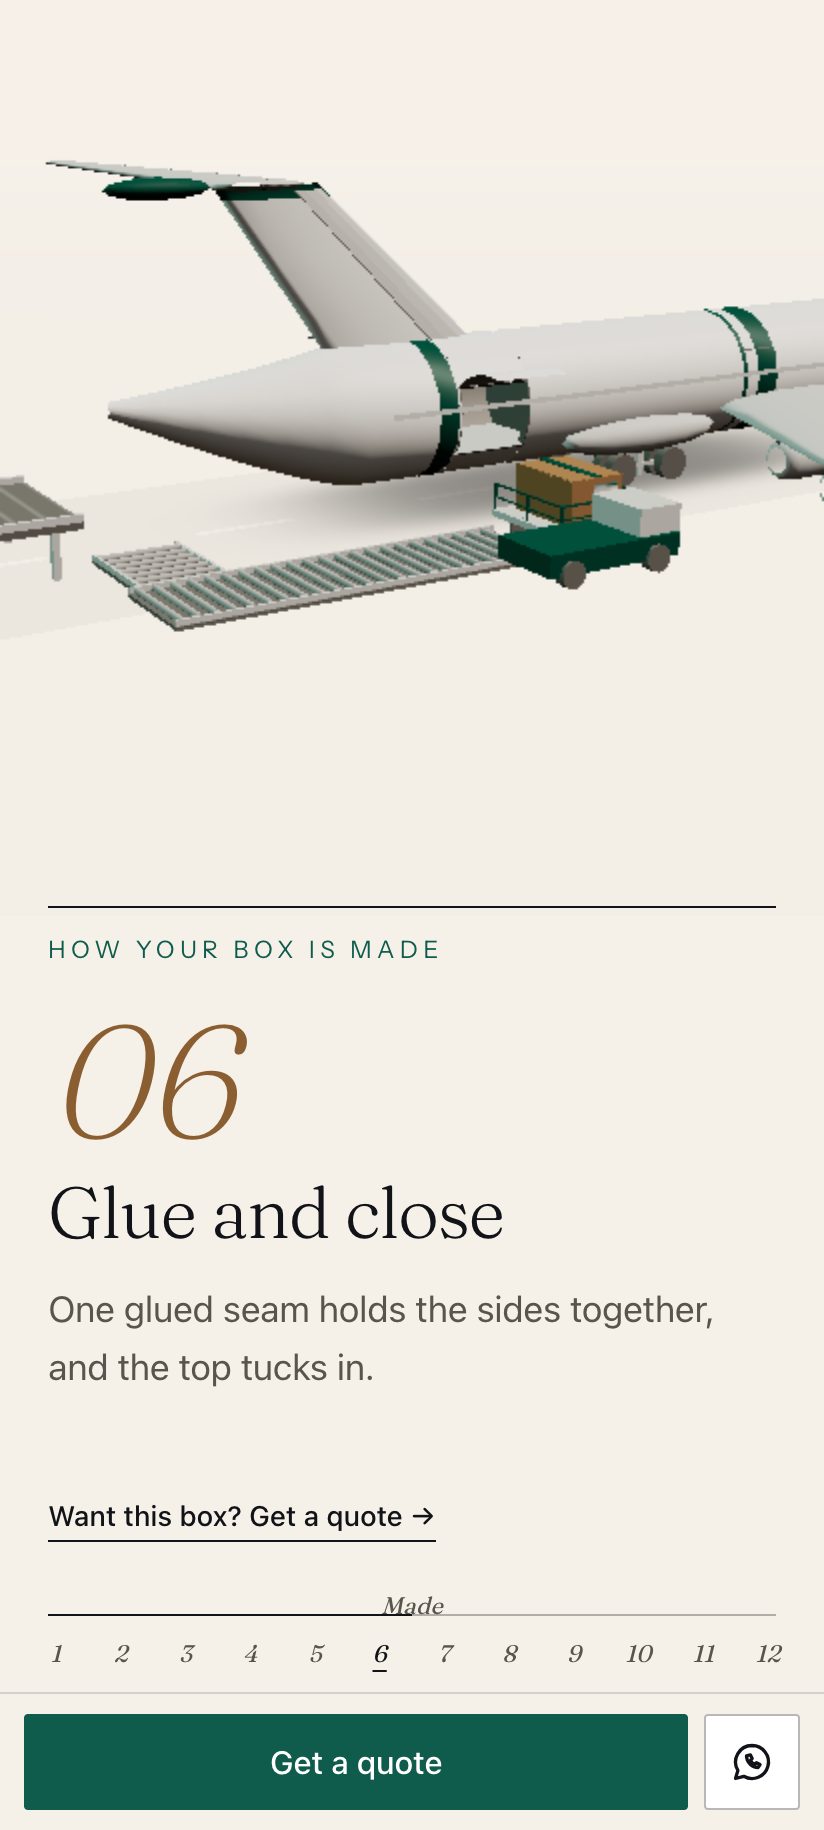 HOW YOUR BOX IS MADE
06
Glue and close
One glued seam holds the sides together,
and the top tucks in.
Want this box? Get a quote →
Made
1 2 3 4 5 6 7 8 9 10 11 12
Get a quote